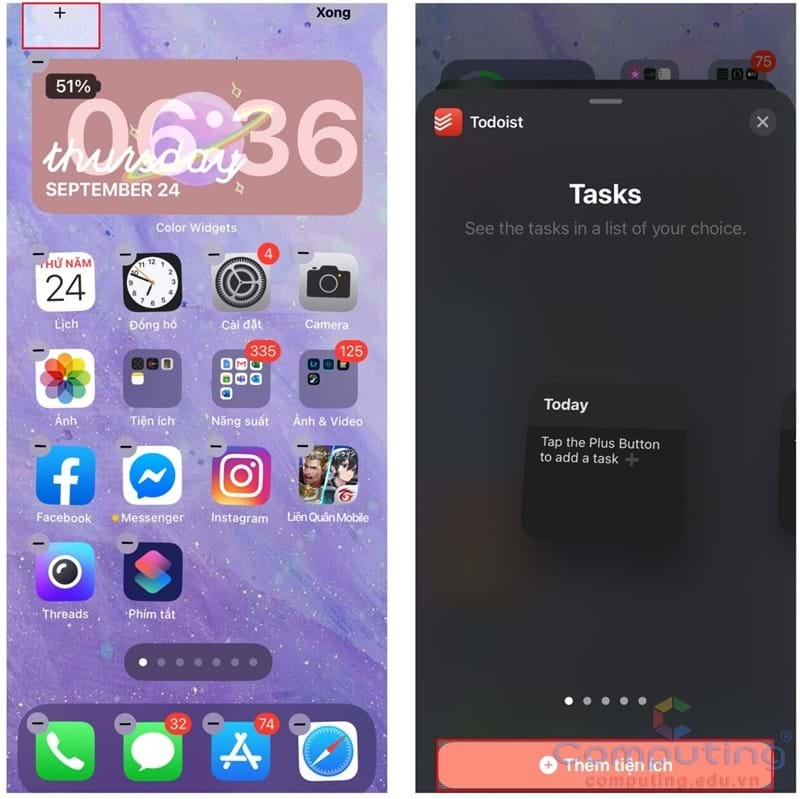 +
Xong
51%
06:36
thursday
SEPTEMBER 24
Color Widgets
THỨ NĂM
24
4
Lịch
Đồng hồ
Cài đặt
Camera
335
125
Ảnh
Tiện ích
Năng suất
Ảnh & Video
Facebook
Messenger
Instagram
Liên Quân Mobile
Threads
Phím tắt
32
74
75
Todoist
Tasks
See the tasks in a list of your choice.
Today
Tap the Plus Button
to add a task +
Thêm tiện ích
Computing®
computing.edu.vn